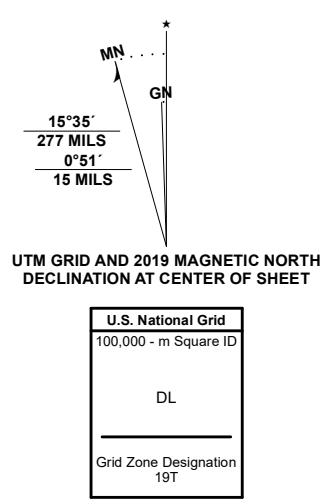 MN
GN
15°35´
277 MILS
0°51´
15 MILS
UTM GRID AND 2019 MAGNETIC NORTH
DECLINATION AT CENTER OF SHEET
U.S. National Grid
100,000 - m Square ID
DL
Grid Zone Designation
19T